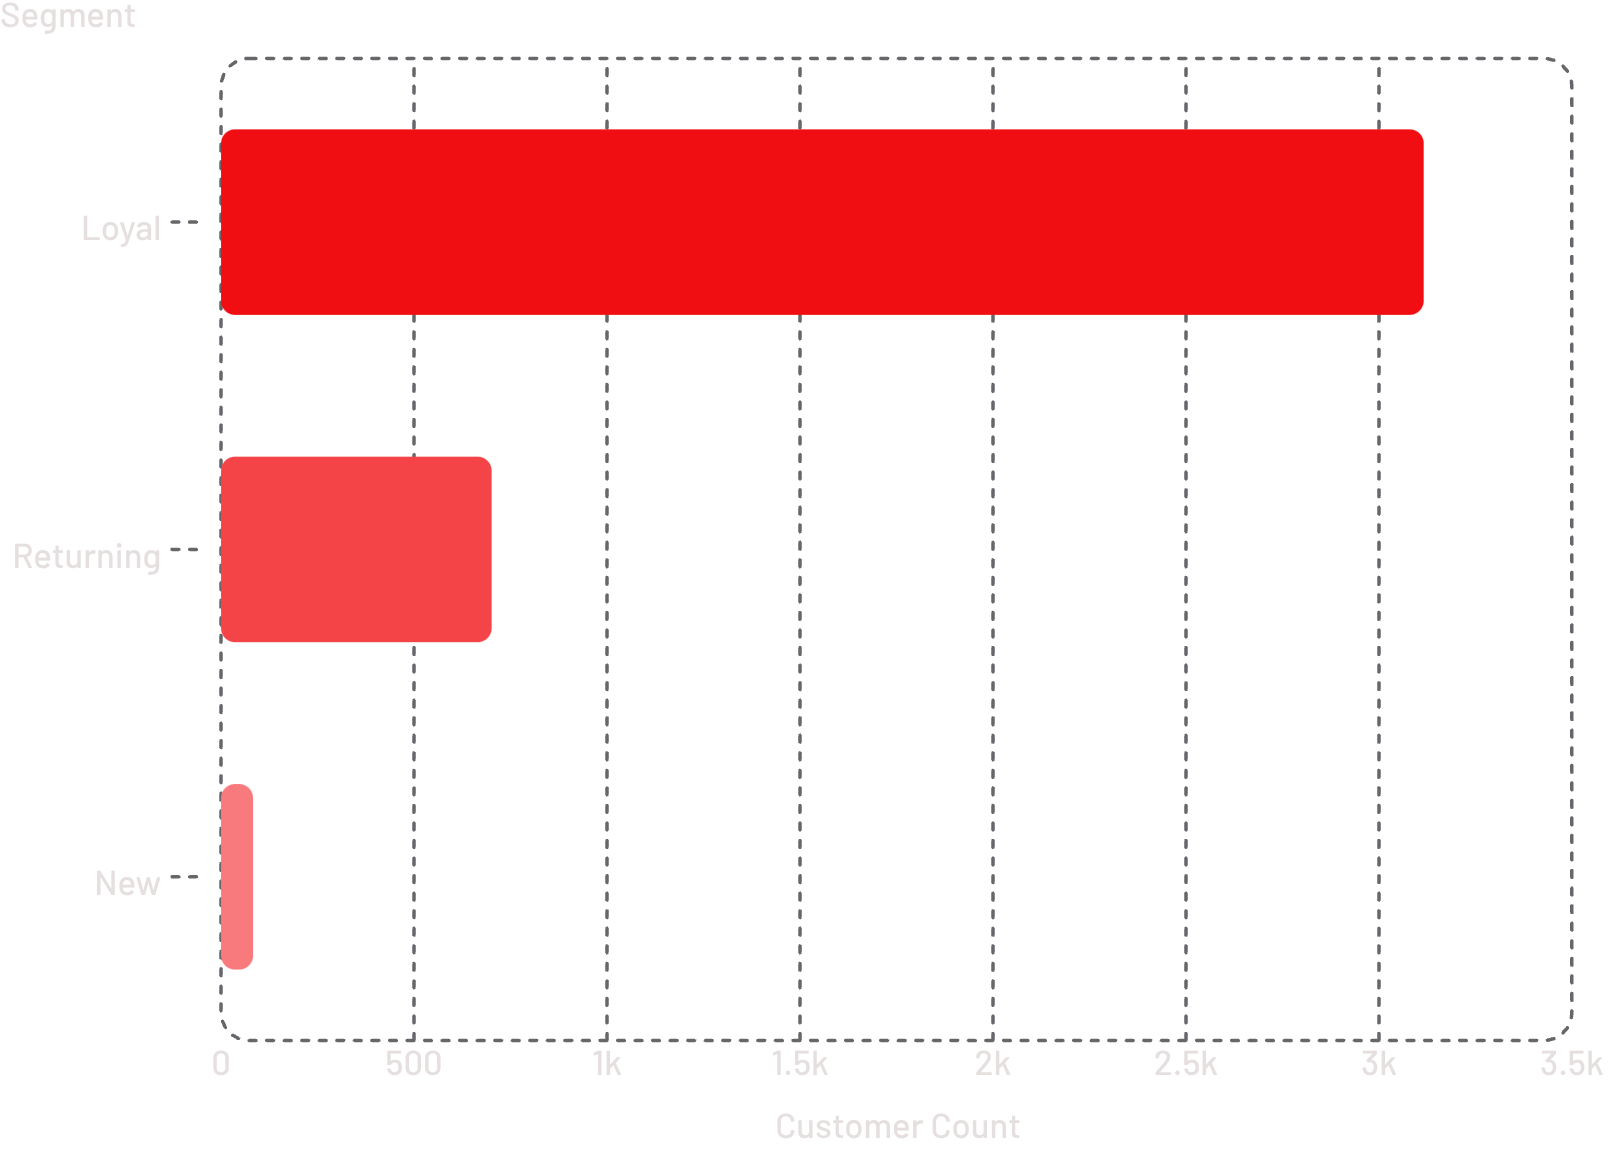 Segment
Loyal
Returning
New
0 500 1k 1.5k 2k 2.5k 3k 3.5k
Customer Count